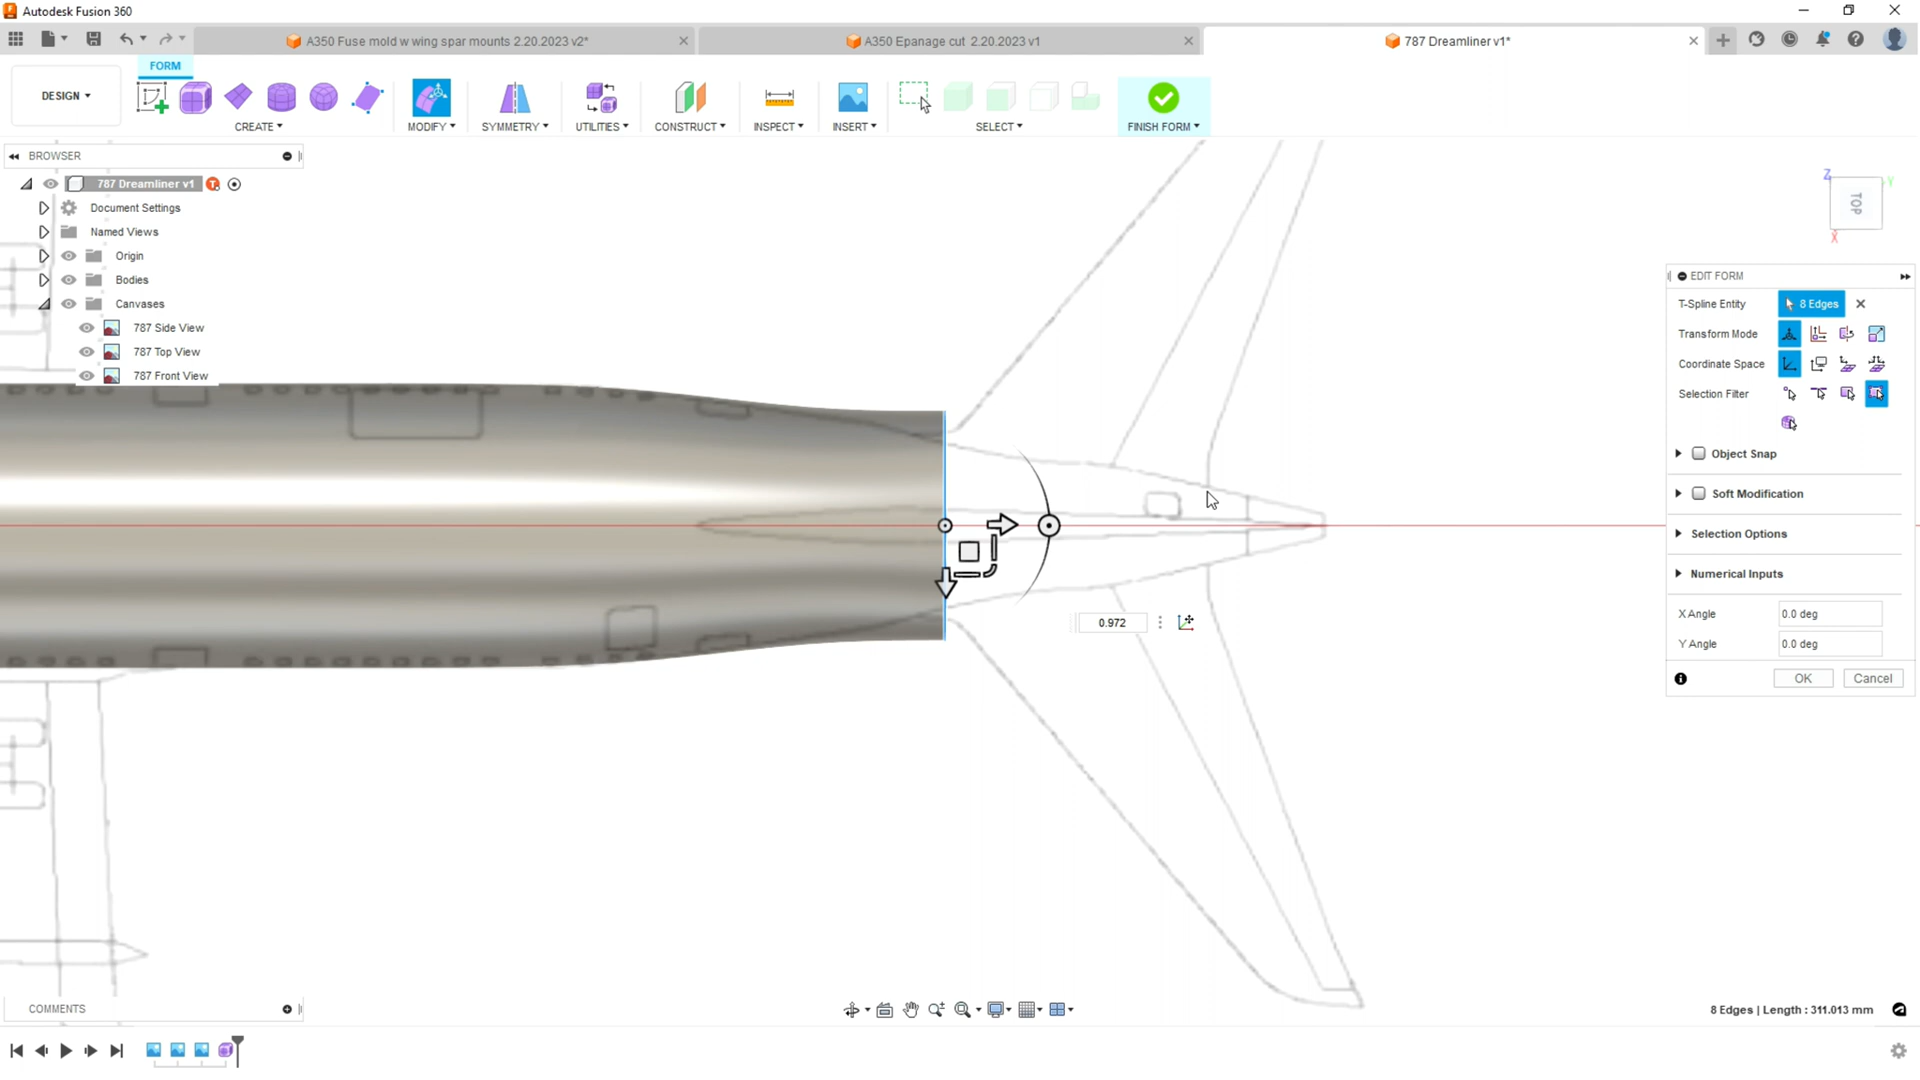 Autodesk Fusion 360
A350 Fuse mold w wing spar mounts 2.20.2023 v2*
A350 Epanage cut 2.20.2023 v1
787 Dreamliner v1*
FORM
DESIGN
CREATE
MODIFY
SYMMETRY
UTILITIES
CONSTRUCT
INSPECT
INSERT
SELECT
FINISH FORM
BROWSER
787 Dreamliner v1
Document Settings
Named Views
Origin
Bodies
Canvases
787 Side View
787 Top View
787 Front View
Z
Y
TOP
X
EDIT FORM
T-Spline Entity
8 Edges
Transform Mode
Coordinate Space
Selection Filter
Object Snap
Soft Modification
Selection Options
Numerical Inputs
X Angle
0.0 deg
Y Angle
0.0 deg
OK
Cancel
0.972
COMMENTS
8 Edges | Length : 311.013 mm